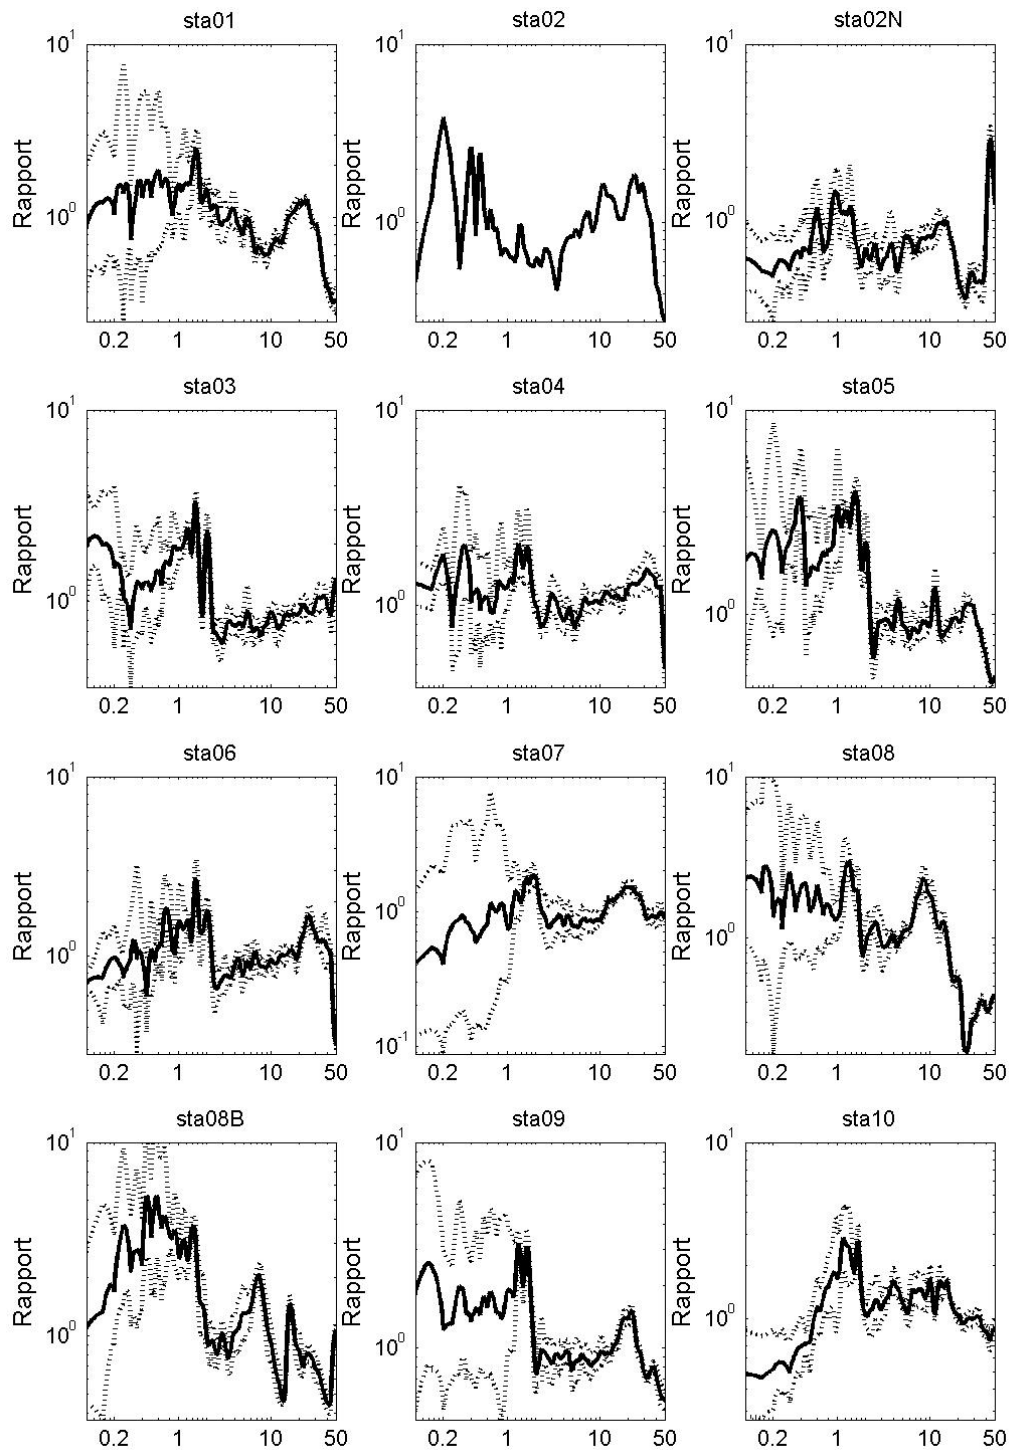 sta01 sta02 sta02N
10^1 10^1 10^1
Rapport Rapport Rapport
10^0 10^0 10^0
0.2 1 10 50 0.2 1 10 50 0.2 1 10 50
sta03 sta04 sta05
10^1 10^1 10^1
Rapport Rapport Rapport
10^0 10^0 10^0
0.2 1 10 50 0.2 1 10 50 0.2 1 10 50
sta06 sta07 sta08
10^1 10^1 10^1
Rapport Rapport Rapport
10^0 10^0 10^0
10^-1
0.2 1 10 50 0.2 1 10 50 0.2 1 10 50
sta08B sta09 sta10
10^1 10^1 10^1
Rapport Rapport Rapport
10^0 10^0 10^0
0.2 1 10 50 0.2 1 10 50 0.2 1 10 50